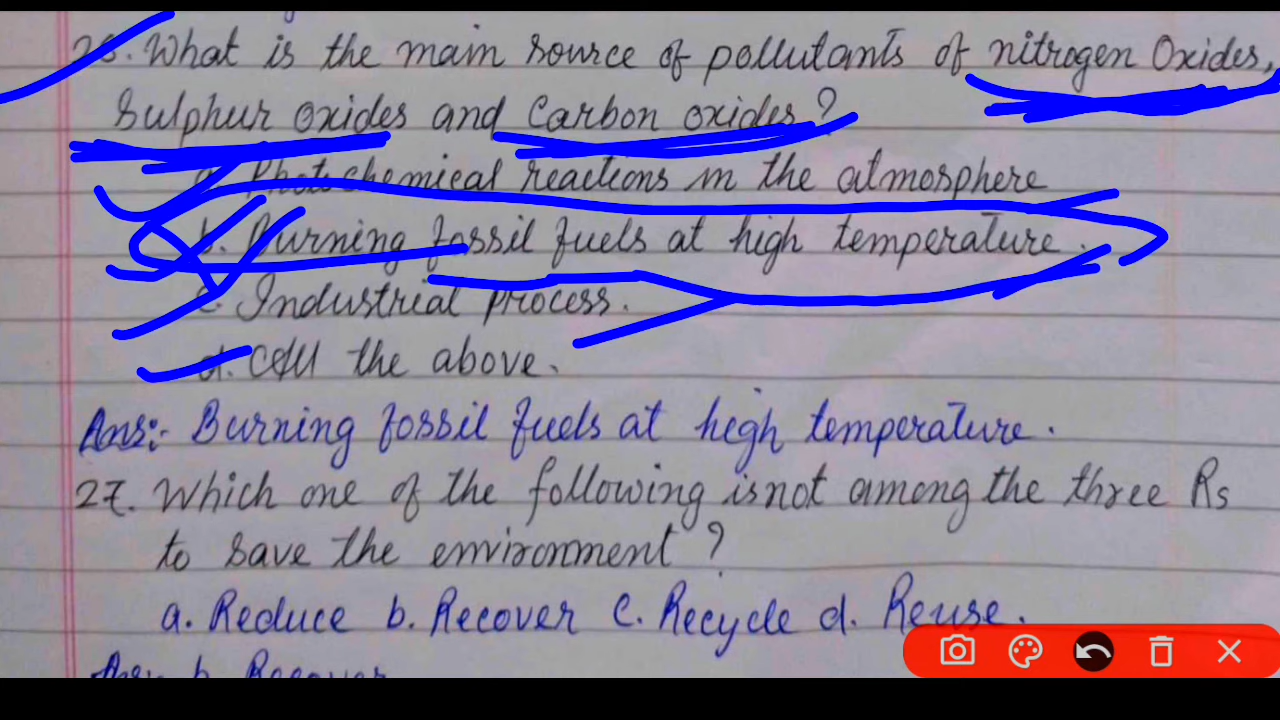 26. What is the main source of pollutants of nitrogen Oxides,
Sulphur oxides and Carbon oxides?
a. Photochemical reactions in the atmosphere
b. Burning fossil fuels at high temperature.
c. Industrial process.
d. All the above.
Ans:- Burning fossil fuels at high temperature.
27. Which one of the following is not among the three Rs
to save the environment?
a. Reduce b. Recover c. Recycle d. Reuse.
Ans: b. Recover